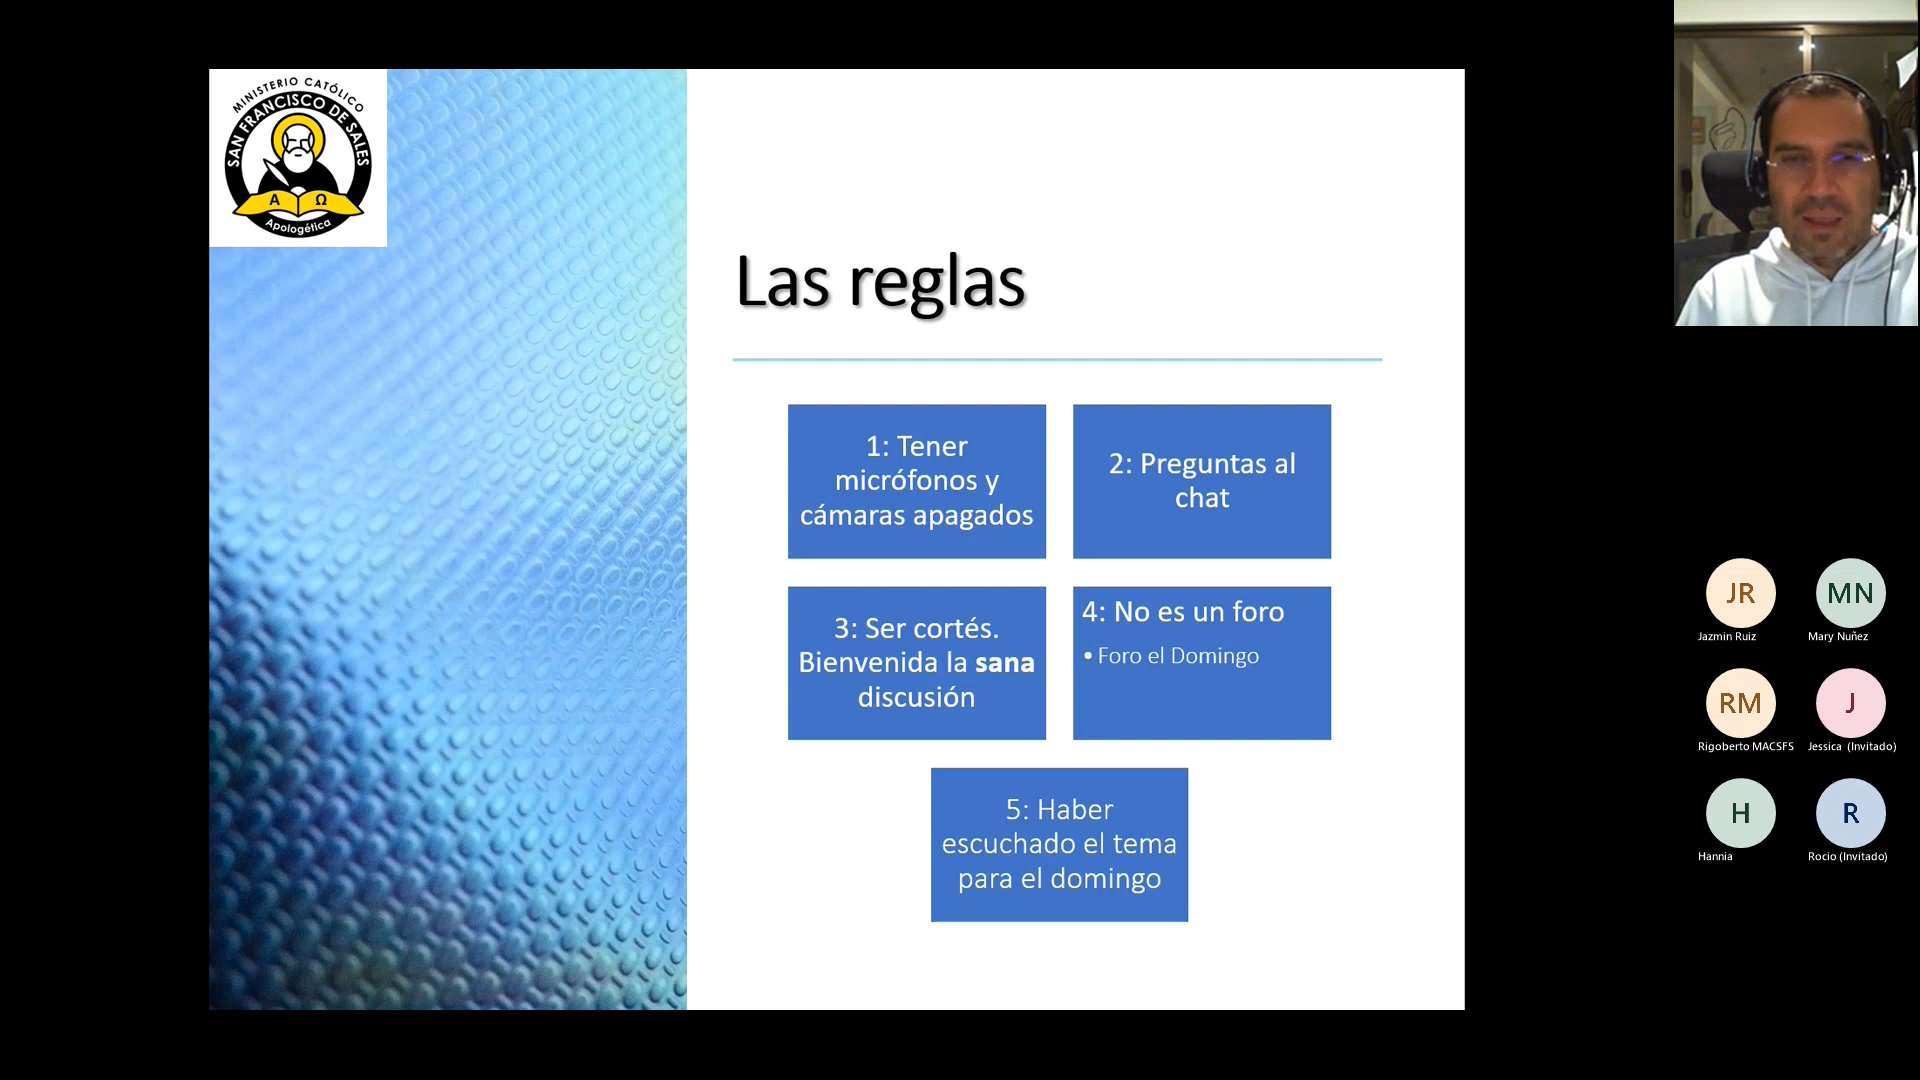 MINISTERIO CATÓLICO
SAN FRANCISCO DE SALES
Α Ω
Apologética
Las reglas
1: Tener
micrófonos y
cámaras apagados
2: Preguntas al
chat
3: Ser cortés.
Bienvenida la sana
discusión
4: No es un foro
• Foro el Domingo
5: Haber
escuchado el tema
para el domingo
JR
Jazmin Ruiz
MN
Mary Nuñez
RM
Rigoberto MACSFS
J
Jessica (Invitado)
H
Hannia
R
Rocio (Invitado)